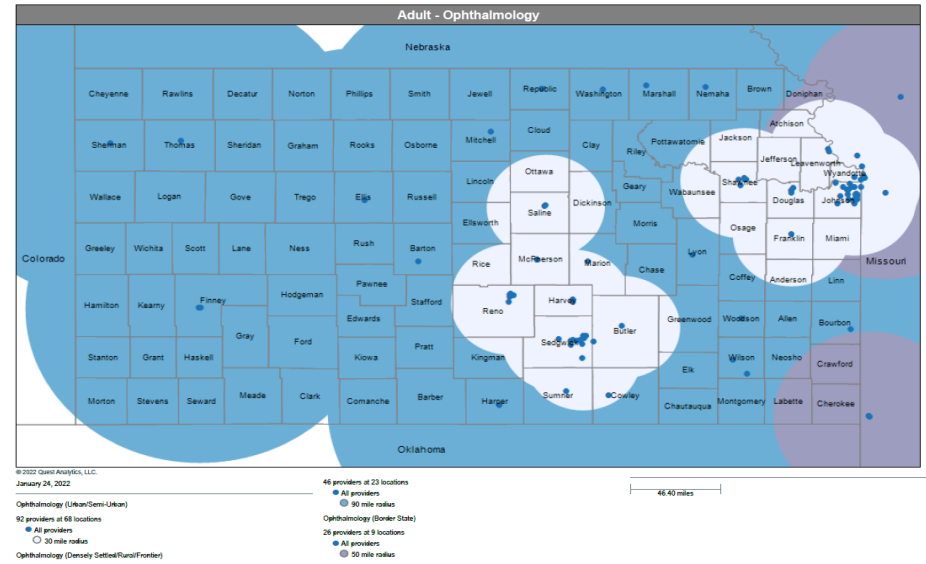 Adult - Ophthalmology
Nebraska
Cheyenne Rawlins Decatur Norton Phillips Smith Jewell Republic Washington Marshall Nemaha Brown Doniphan
Atchison
Sherman Thomas Sheridan Graham Rooks Osborne Mitchell Cloud Clay Riley Pottawatomie Jackson
Jefferson Leavenworth
Wyandotte
Wallace Logan Gove Trego Ellis Russell Lincoln Ottawa Geary Wabaunsee Shawnee
Douglas Johnson
Saline Dickinson
Ellsworth Morris Osage
Greeley Wichita Scott Lane Ness Rush Barton Franklin Miami
Colorado Missouri
Rice McPherson Marion Lyon
Chase
Coffey Anderson Linn
Pawnee
Hamilton Kearny Finney Hodgeman Stafford Reno Harvey
Edwards Greenwood Woodson Allen Bourbon
Gray Ford Butler
Pratt Sedgwick
Stanton Grant Haskell Kiowa Kingman Wilson Neosho Crawford
Elk
Morton Stevens Seward Meade Clark Comanche Barber Harper Sumner Cowley
Chautauqua Montgomery Labette Cherokee
Oklahoma
© 2022 Quest Analytics, LLC.
January 24, 2022
Ophthalmology (Urban/Semi-Urban)
92 providers at 68 locations
All providers
30 mile radius
Ophthalmology (Densely Settled/Rural/Frontier)
46 providers at 23 locations
All providers
90 mile radius
Ophthalmology (Border State)
26 providers at 9 locations
All providers
50 mile radius
46.40 miles